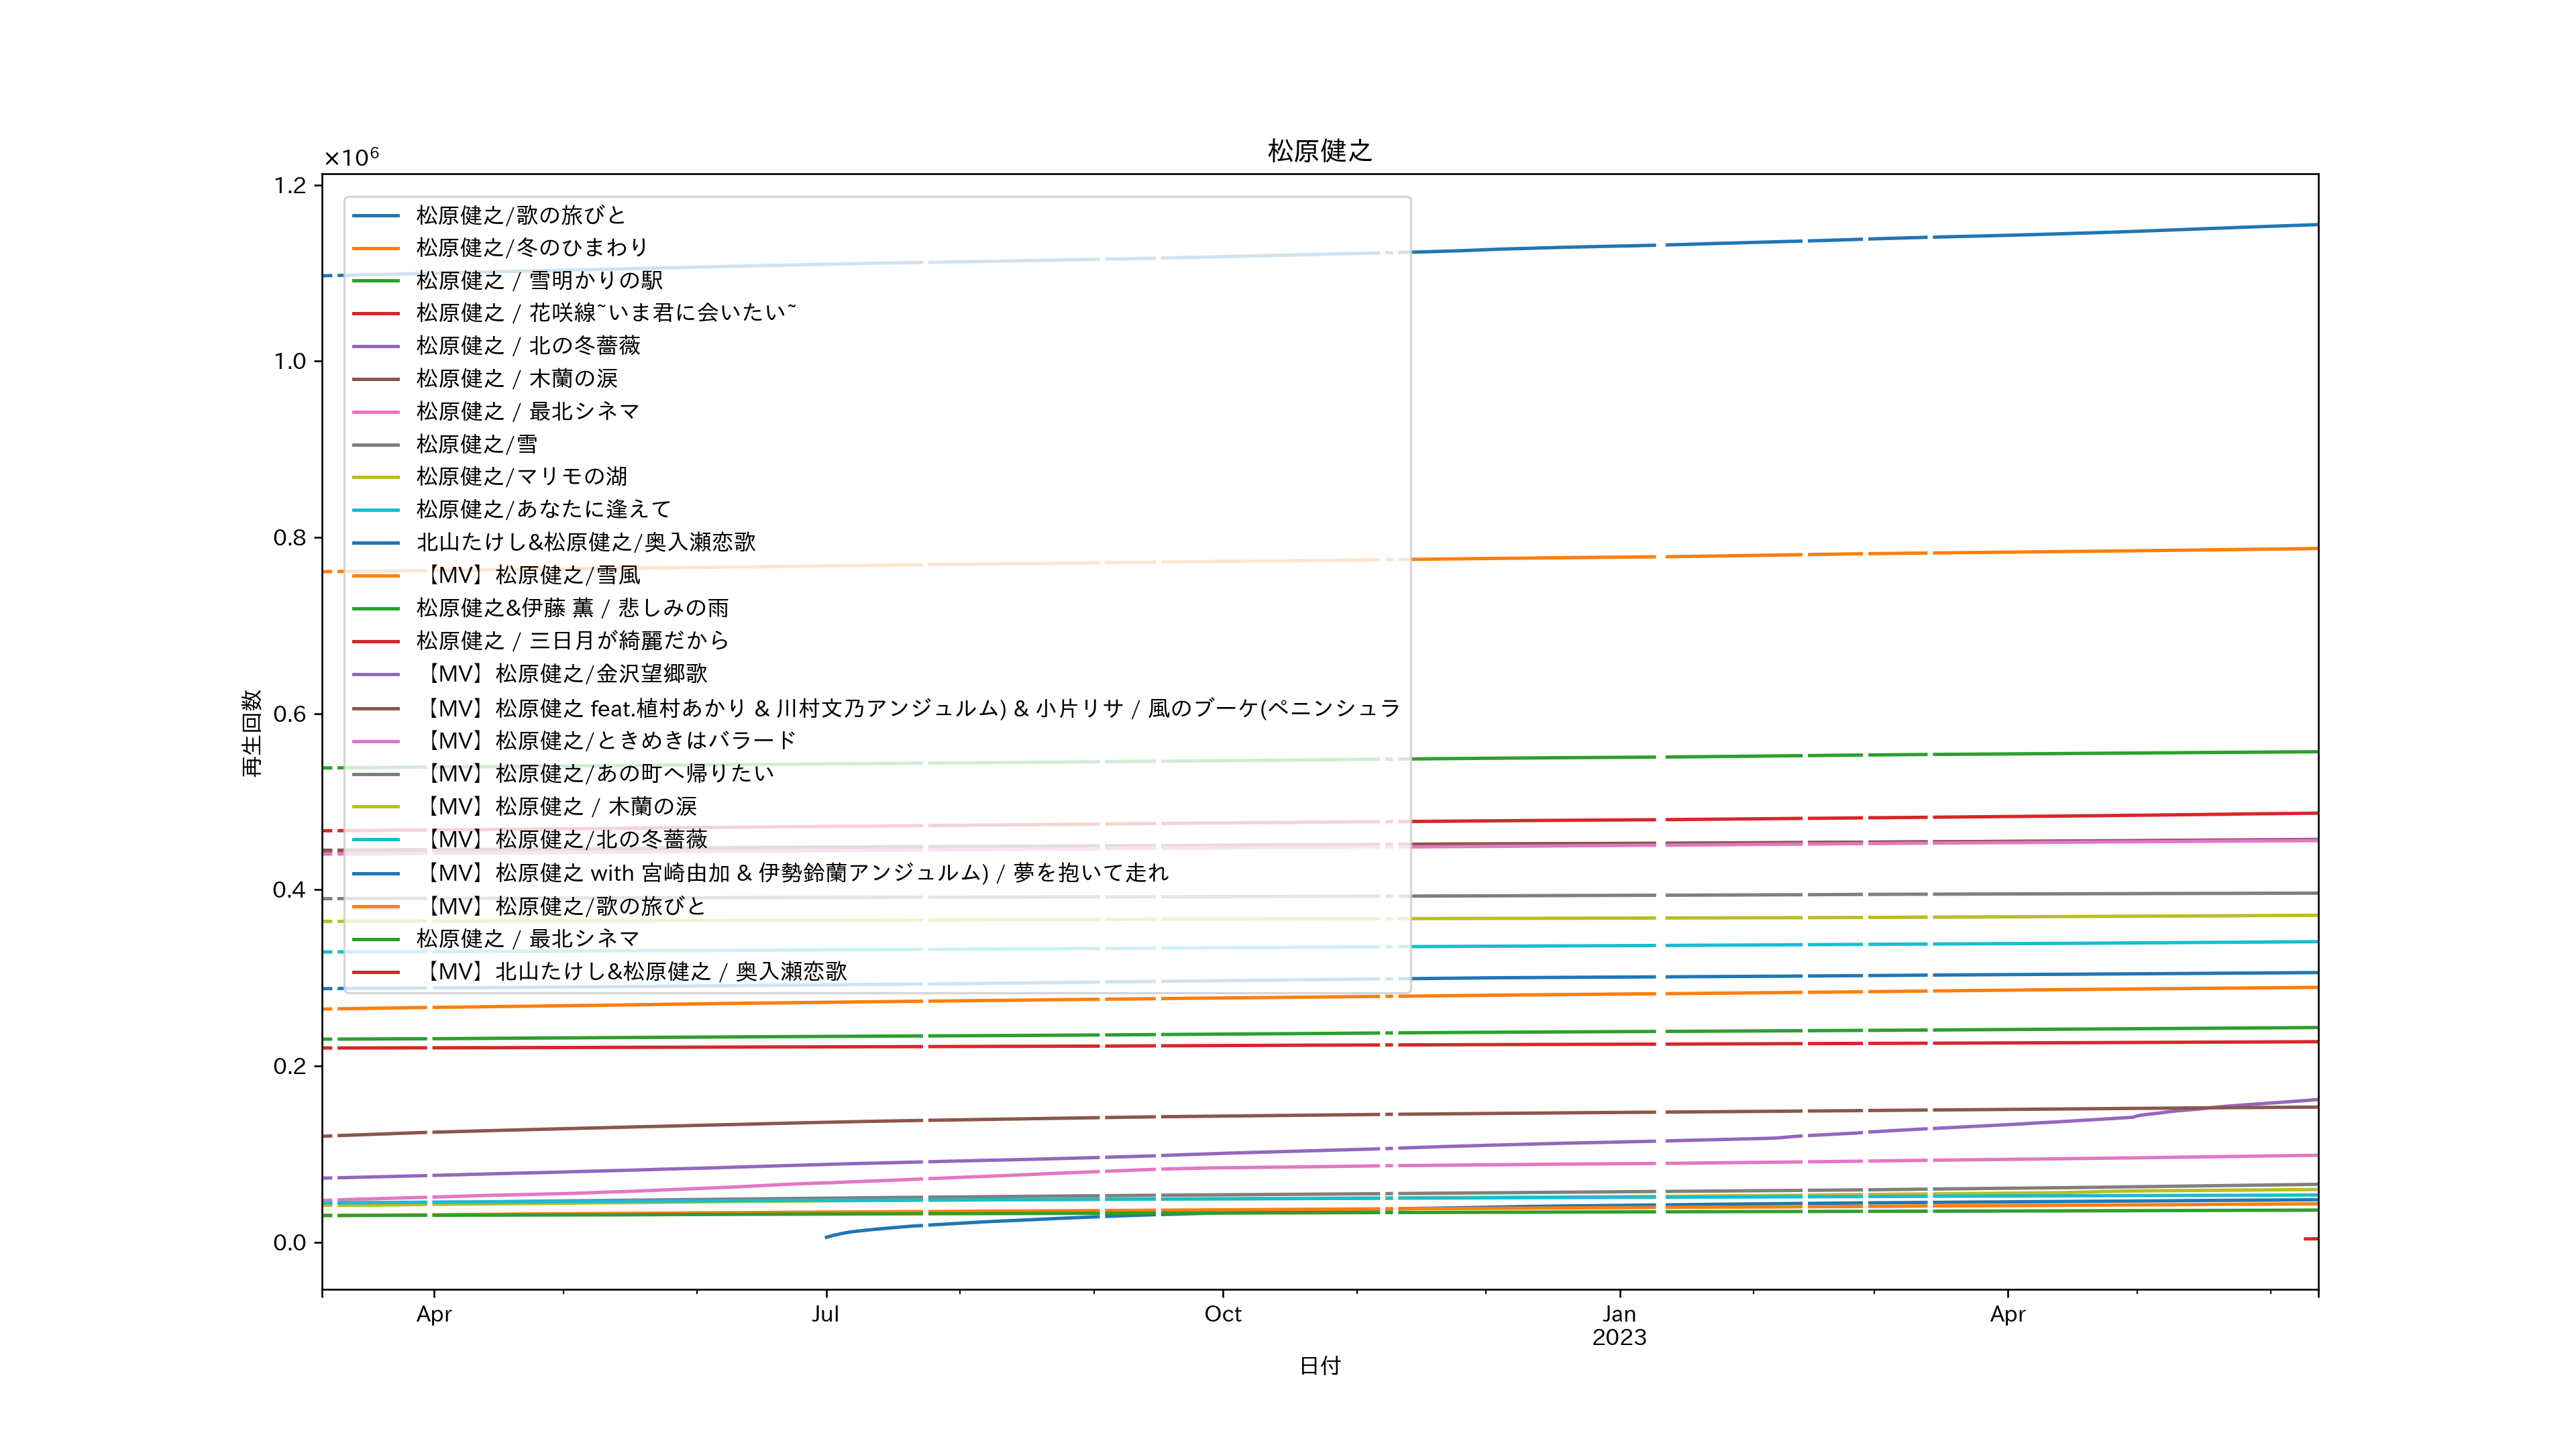 松原健之
×10⁶
1.2
1.0
0.8
0.6
0.4
0.2
0.0
再生回数
松原健之/歌の旅びと
松原健之/冬のひまわり
松原健之 / 雪明かりの駅
松原健之 / 花咲線~いま君に会いたい~
松原健之 / 北の冬薔薇
松原健之 / 木蘭の涙
松原健之 / 最北シネマ
松原健之/雪
松原健之/マリモの湖
松原健之/あなたに逢えて
北山たけし&松原健之/奥入瀬恋歌
【MV】松原健之/雪風
松原健之&伊藤 薫 / 悲しみの雨
松原健之 / 三日月が綺麗だから
【MV】松原健之/金沢望郷歌
【MV】松原健之 feat.植村あかり & 川村文乃アンジュルム) & 小片リサ / 風のブーケ(ペニンシュラ
【MV】松原健之/ときめきはバラード
【MV】松原健之/あの町へ帰りたい
【MV】松原健之 / 木蘭の涙
【MV】松原健之/北の冬薔薇
【MV】松原健之 with 宮崎由加 & 伊勢鈴蘭アンジュルム) / 夢を抱いて走れ
【MV】松原健之/歌の旅びと
松原健之 / 最北シネマ
【MV】北山たけし&松原健之 / 奥入瀬恋歌
Apr Jul Oct Jan Apr
2023
日付